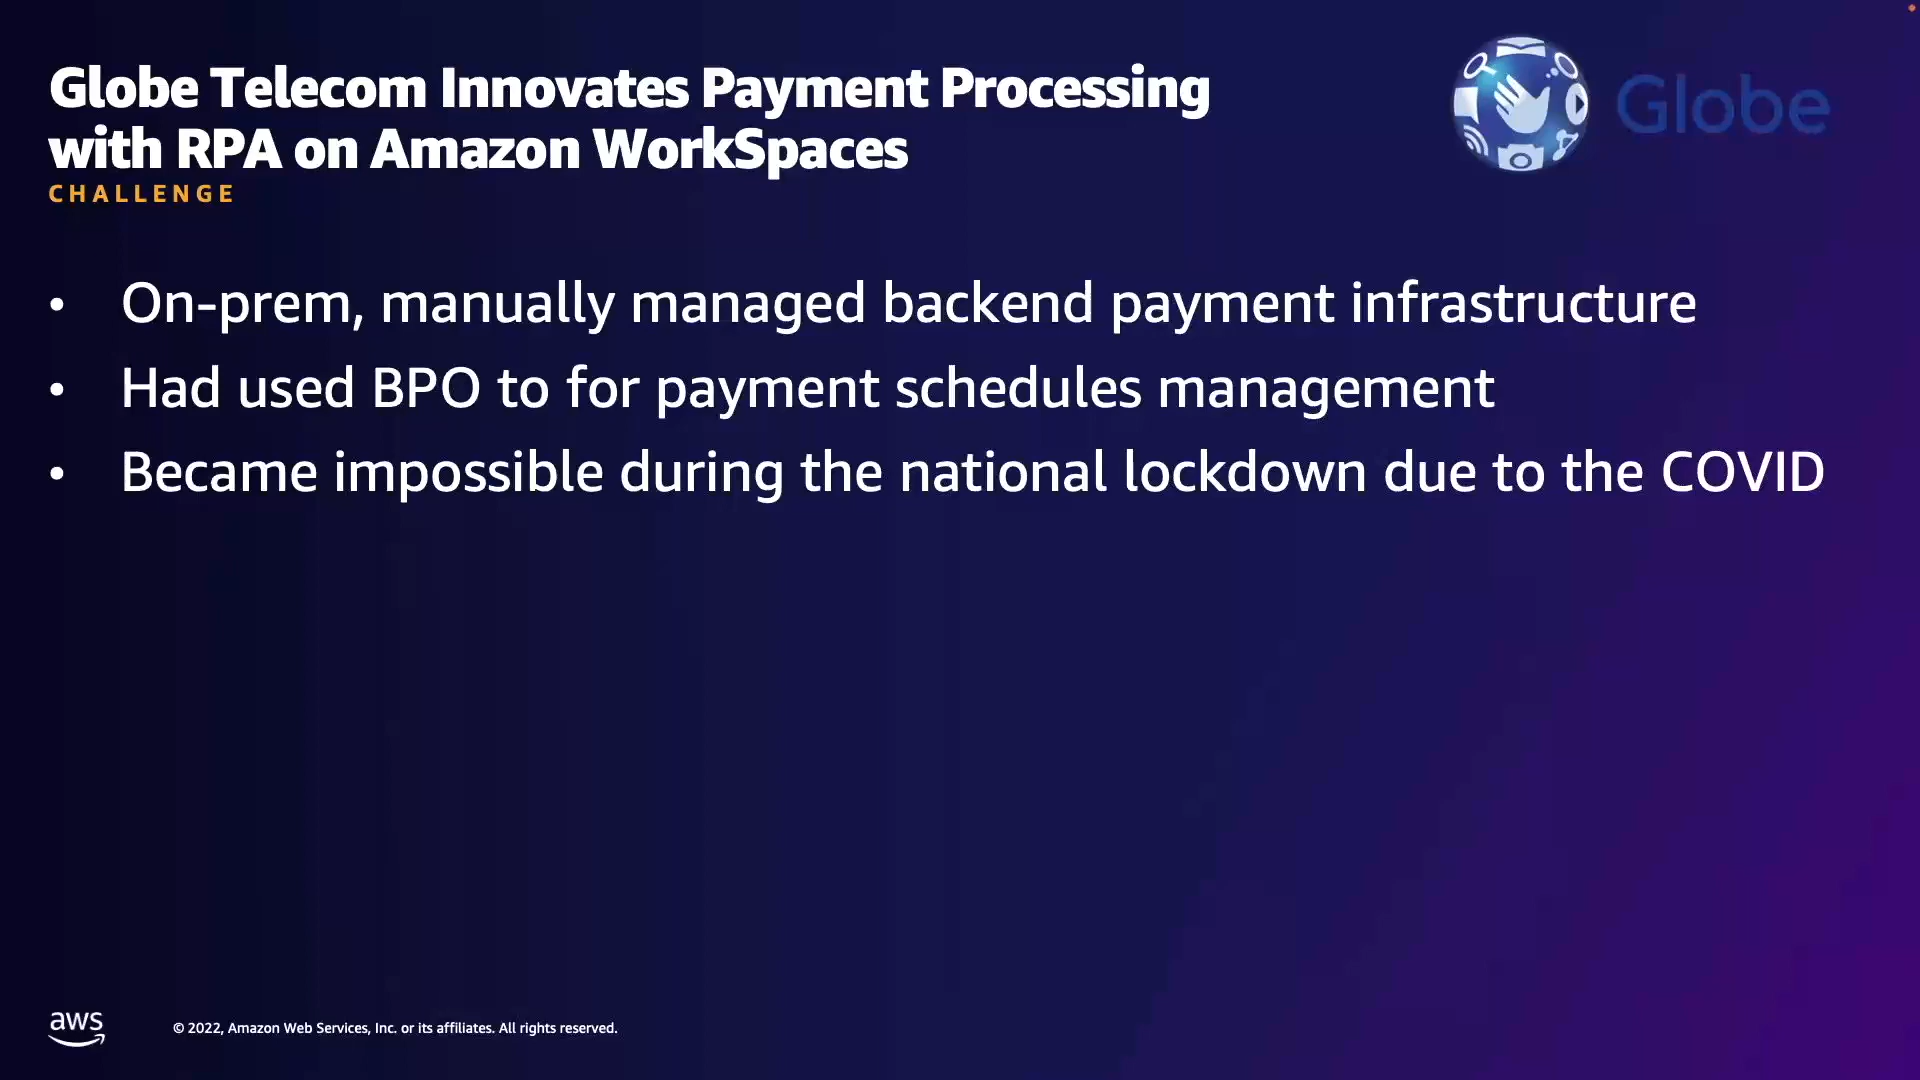 Globe Telecom Innovates Payment Processing
with RPA on Amazon WorkSpaces
CHALLENGE
Globe
• On-prem, manually managed backend payment infrastructure
• Had used BPO to for payment schedules management
• Became impossible during the national lockdown due to the COVID
aws
© 2022, Amazon Web Services, Inc. or its affiliates. All rights reserved.